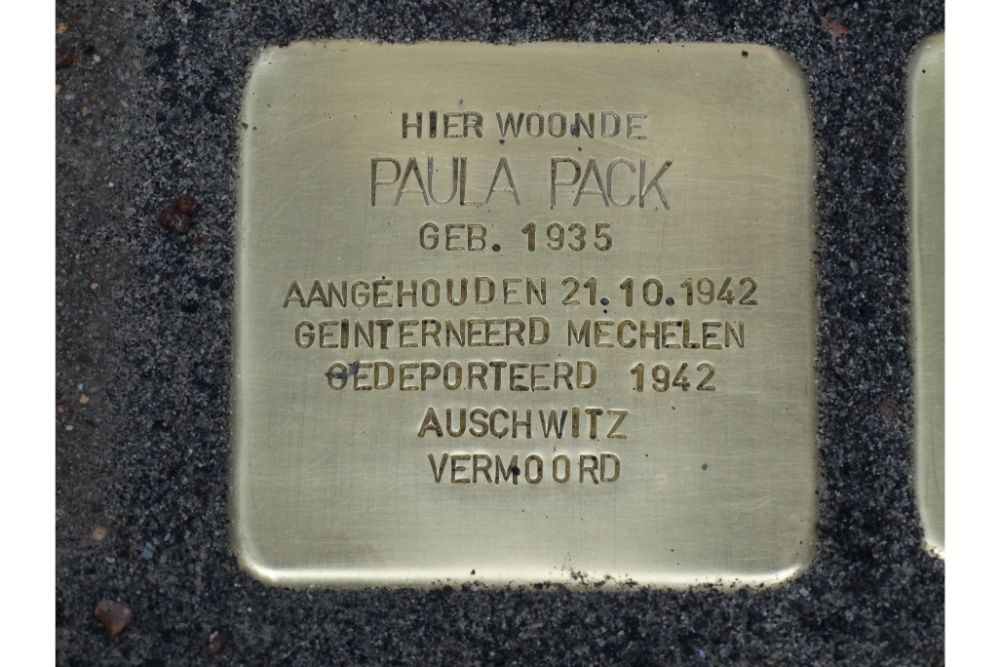 HIER WOONDE
PAULA PACK
GEB. 1935
AANGEHOUDEN 21.10.1942
GEINTERNEERD MECHELEN
GEDEPORTEERD 1942
AUSCHWITZ
VERMOORD